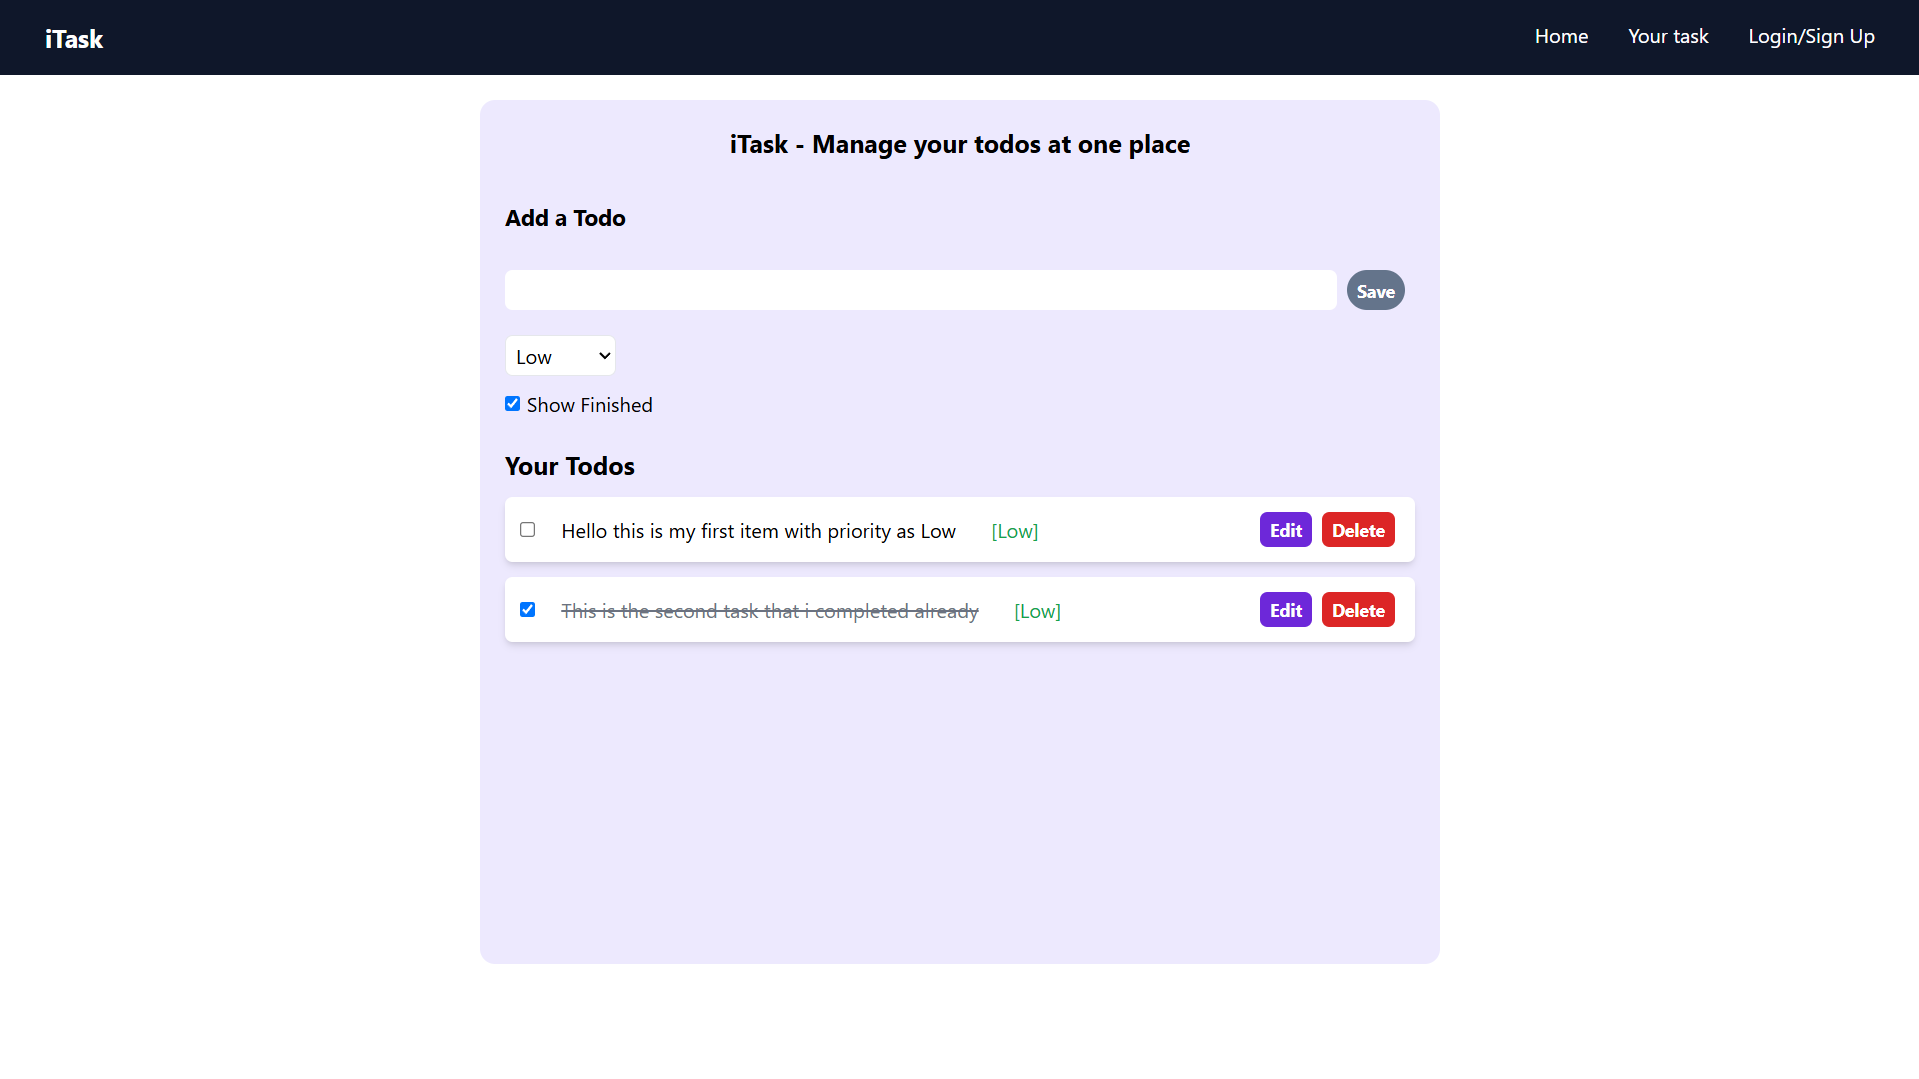 iTask
Home Your task Login/Sign Up
iTask - Manage your todos at one place
Add a Todo
Save
Low
Show Finished
Your Todos
Hello this is my first item with priority as Low [Low] Edit Delete
This is the second task that i completed already [Low] Edit Delete